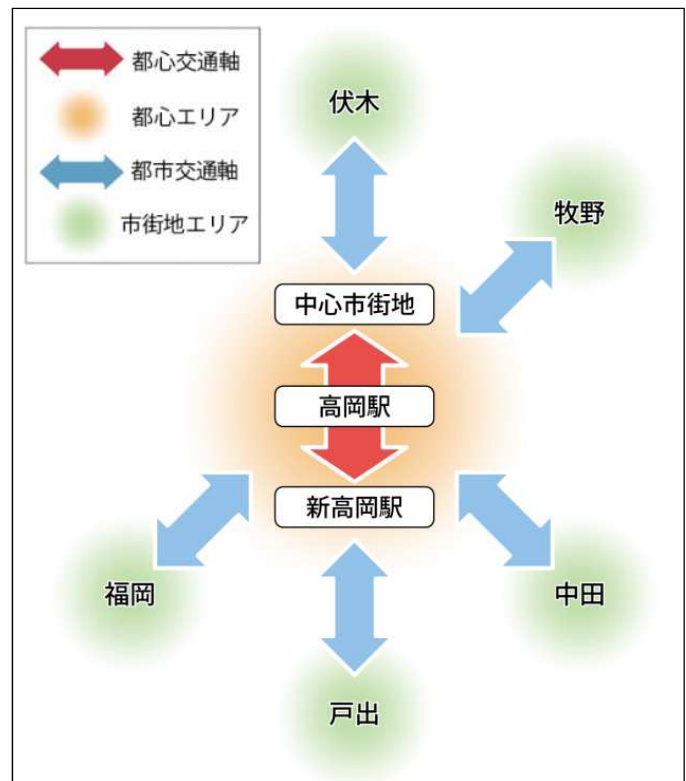 都心交通軸
都心エリア
都市交通軸
市街地エリア
伏木
牧野
中心市街地
高岡駅
新高岡駅
福岡
中田
戸出